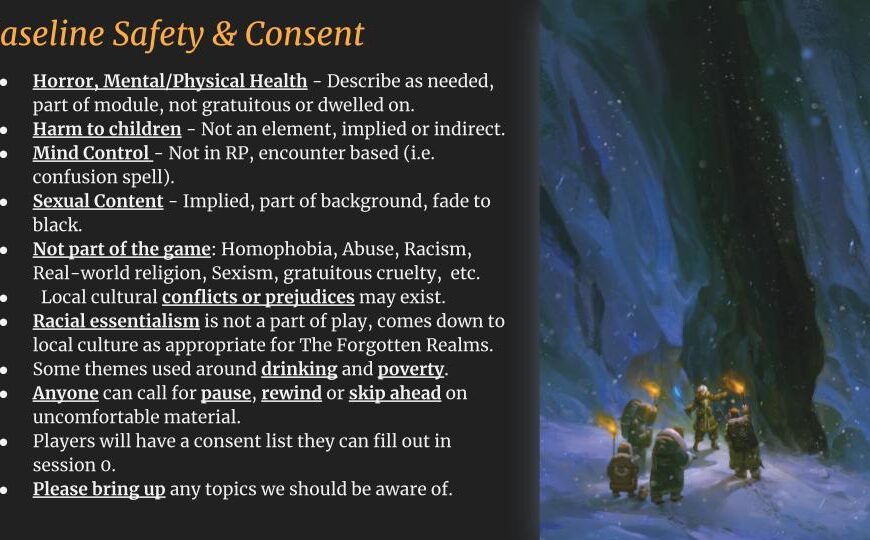 aseline Safety & Consent
Horror, Mental/Physical Health - Describe as needed,
part of module, not gratuitous or dwelled on.
Harm to children - Not an element, implied or indirect.
Mind Control - Not in RP, encounter based (i.e.
confusion spell).
Sexual Content - Implied, part of background, fade to
black.
Not part of the game: Homophobia, Abuse, Racism,
Real-world religion, Sexism, gratuitous cruelty, etc.
Local cultural conflicts or prejudices may exist.
Racial essentialism is not a part of play, comes down to
local culture as appropriate for The Forgotten Realms.
Some themes used around drinking and poverty.
Anyone can call for pause, rewind or skip ahead on
uncomfortable material.
Players will have a consent list they can fill out in
session 0.
Please bring up any topics we should be aware of.